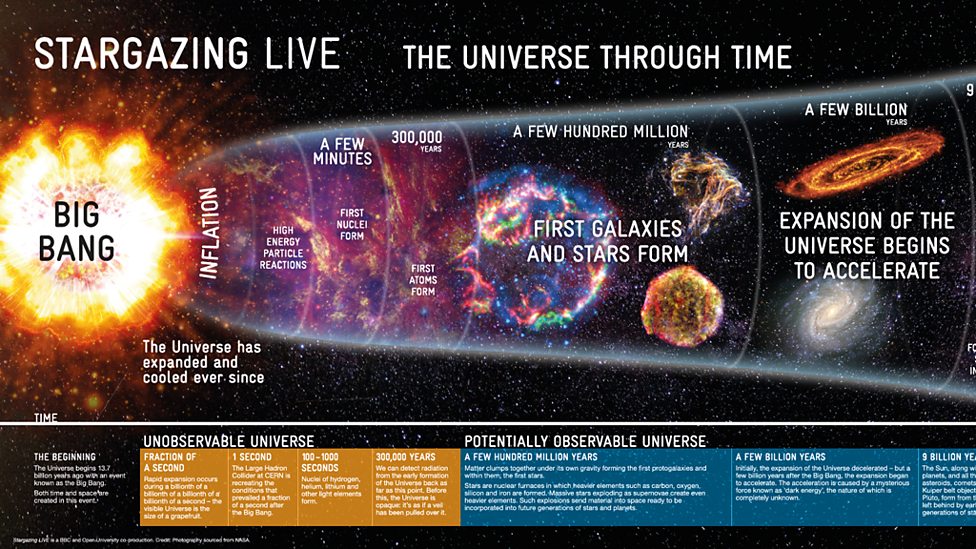 STARGAZING LIVE
THE UNIVERSE THROUGH TIME
9
A FEW BILLION
YEARS
A FEW HUNDRED MILLION
YEARS
300,000
YEARS
A FEW
MINUTES
BIG
BANG
INFLATION
HIGH
ENERGY
PARTICLE
REACTIONS
FIRST
NUCLEI
FORM
FIRST
ATOMS
FORM
FIRST GALAXIES
AND STARS FORM
EXPANSION OF THE
UNIVERSE BEGINS
TO ACCELERATE
The Universe has
expanded and
cooled ever since
FO
IN
TIME
UNOBSERVABLE UNIVERSE
POTENTIALLY OBSERVABLE UNIVERSE
THE BEGINNING
The Universe begins 13.7
billion years ago with an event
known as the Big Bang.
Both time and space are
created in this event.
FRACTION OF
A SECOND
Rapid expansion occurs
during a billionth of a
billionth of a billionth of a
billionth of a second – the
visible Universe is the
size of a grapefruit.
1 SECOND
The Large Hadron
Collider at CERN is
recreating the
conditions that
prevailed a fraction
of a second after
the Big Bang.
100-1000
SECONDS
Nuclei of hydrogen,
helium, lithium and
other light elements
form.
300,000 YEARS
We can detect radiation
from the early formation
of the Universe back as
far as this point. Before
this, the Universe is
opaque: it's as if a veil
has been pulled over it.
A FEW HUNDRED MILLION YEARS
Matter clumps together under its own gravity forming the first protogalaxies and
within them, the first stars.
Stars are nuclear furnaces in which heavier elements such as carbon, oxygen,
silicon and iron are formed. Massive stars exploding as supernovae create even
heavier elements. Such explosions send material into space ready to be
incorporated into future generations of stars and planets.
A FEW BILLION YEARS
Initially, the expansion of the Universe decelerated – but a
few billion years after the Big Bang, the expansion began
to accelerate. The acceleration is caused by a mysterious
force known as 'dark energy', the nature of which is
completely unknown.
9 BILLION YEA
The Sun, along w
planets, and all th
asteroids, comets
Kuiper belt object
Pluto, form from t
left behind by earl
generations of sta
Stargazing LIVE is a BBC and Open University co-production. Credit: Photography sourced from NASA.